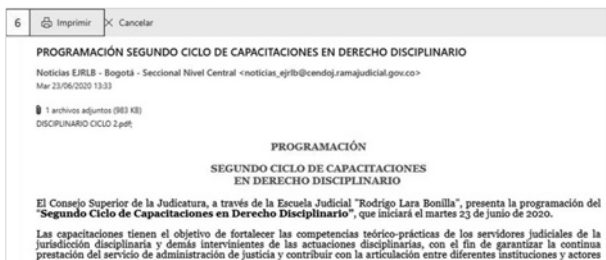 6 Imprimir Cancelar
PROGRAMACIÓN SEGUNDO CICLO DE CAPACITACIONES EN DERECHO DISCIPLINARIO
Noticias EJRLB - Bogotá - Seccional Nivel Central <noticias_ejrlb@cendoj.ramajudicial.gov.co>
Mar 23/06/2020 13:33
1 archivos adjuntos (983 KB)
DISCIPLINARIO CICLO 2.pdf;
PROGRAMACIÓN
SEGUNDO CICLO DE CAPACITACIONES
EN DERECHO DISCIPLINARIO
El Consejo Superior de la Judicatura, a través de la Escuela Judicial "Rodrigo Lara Bonilla", presenta la programación del
"Segundo Ciclo de Capacitaciones en Derecho Disciplinario", que iniciará el martes 23 de junio de 2020.
Las capacitaciones tienen el objetivo de fortalecer las competencias teórico-prácticas de los servidores judiciales de la
jurisdicción disciplinaria y demás intervinientes de las actuaciones disciplinarias, con el fin de garantizar la continua
prestación del servicio de administración de justicia y contribuir con la articulación entre diferentes instituciones y actores